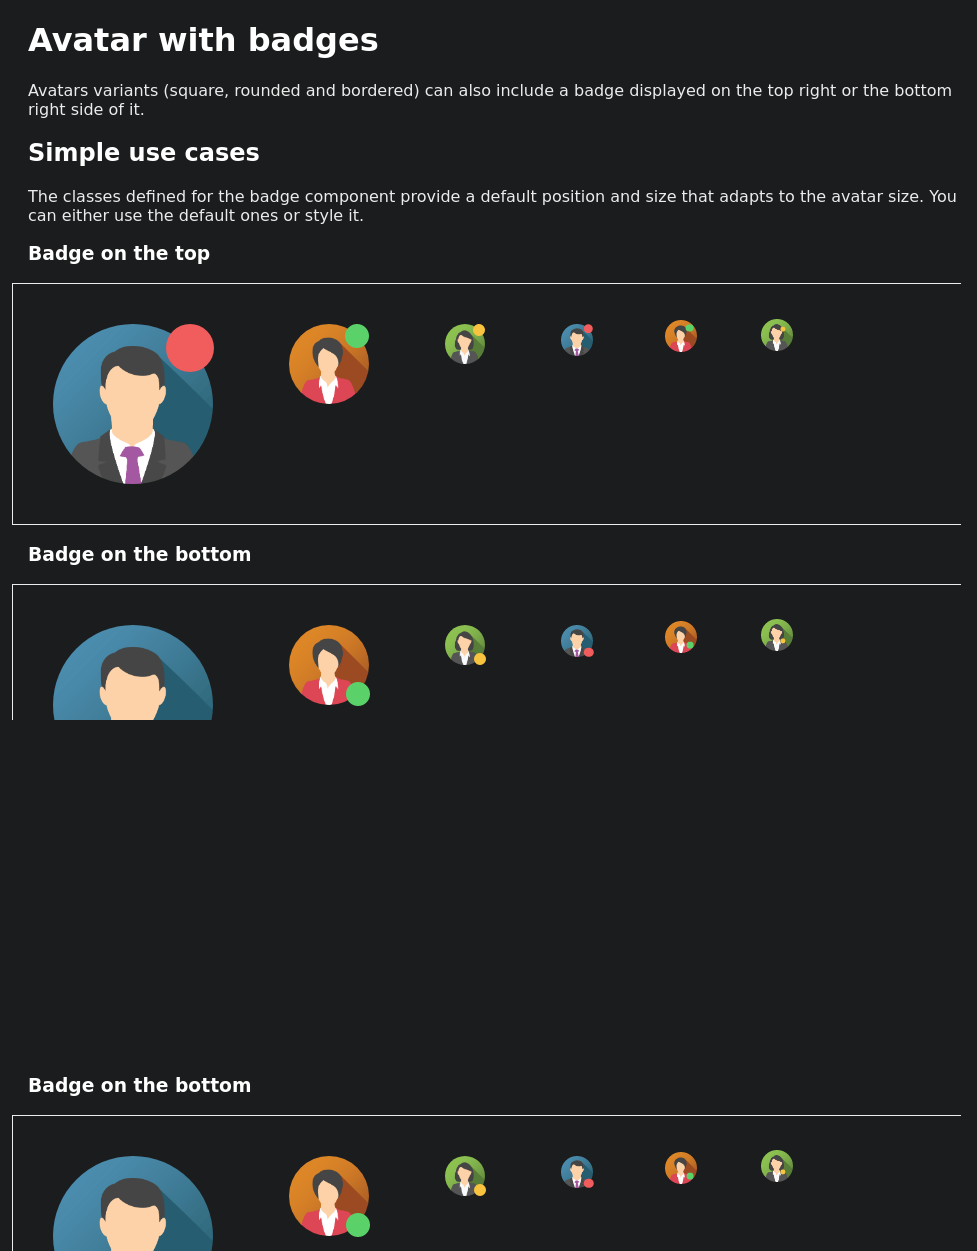 Avatar with badges
Avatars variants (square, rounded and bordered) can also include a badge displayed on the top right or the bottom
right side of it.
Simple use cases
The classes defined for the badge component provide a default position and size that adapts to the avatar size. You
can either use the default ones or style it.
Badge on the top
Badge on the bottom
Badge on the bottom